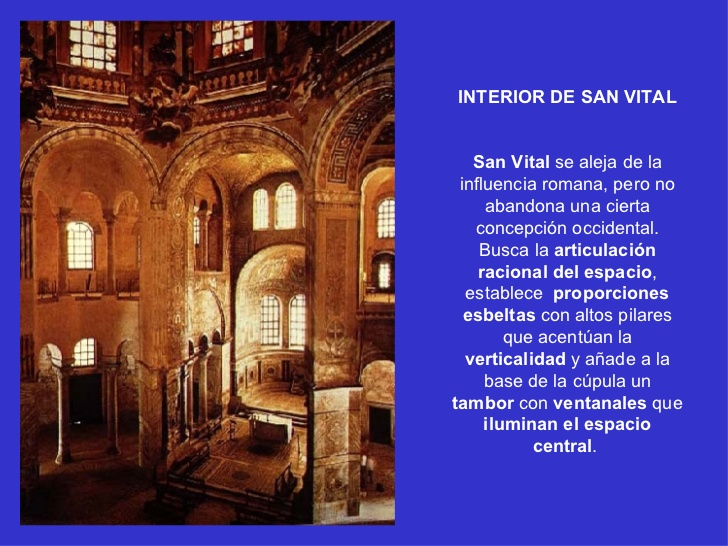 INTERIOR DE SAN VITAL
San Vital se aleja de la
influencia romana, pero no
abandona una cierta
concepción occidental.
Busca la articulación
racional del espacio,
establece proporciones
esbeltas con altos pilares
que acentúan la
verticalidad y añade a la
base de la cúpula un
tambor con ventanales que
iluminan el espacio
central.